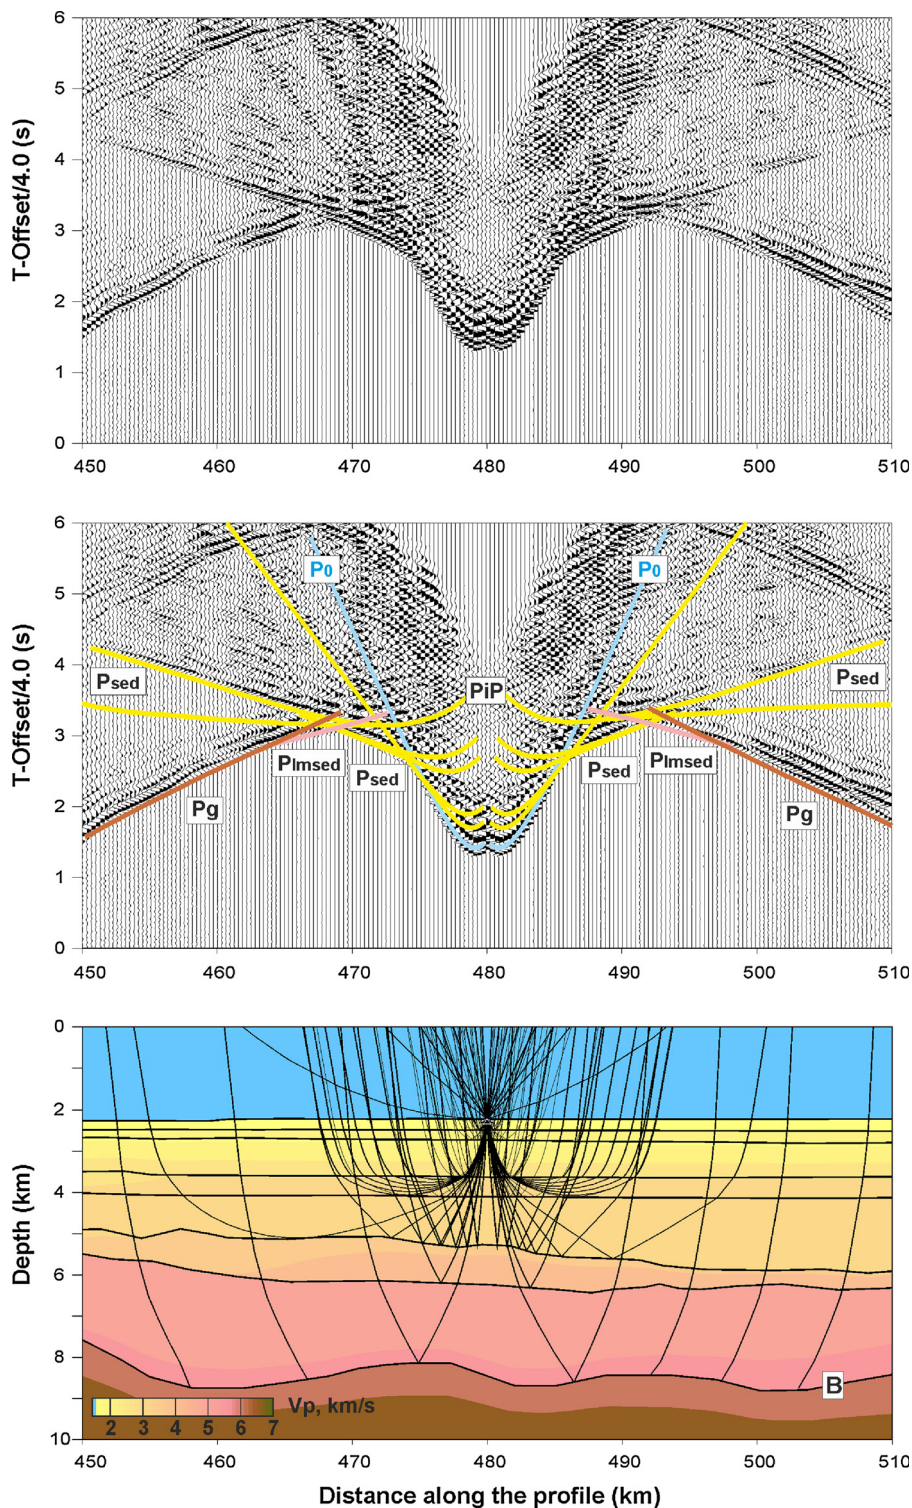 6
5
4
3
2
1
0
T-Offset/4.0 (s)
450 460 470 480 490 500 510
6
5
4
3
2
1
0
T-Offset/4.0 (s)
P0 P0
Psed PiP Psed
Plmsed Psed Psed Plmsed
Pg Pg
450 460 470 480 490 500 510
0
2
4
6
8
10
Depth (km)
B
Vp, km/s
2 3 4 5 6 7
450 460 470 480 490 500 510
Distance along the profile (km)